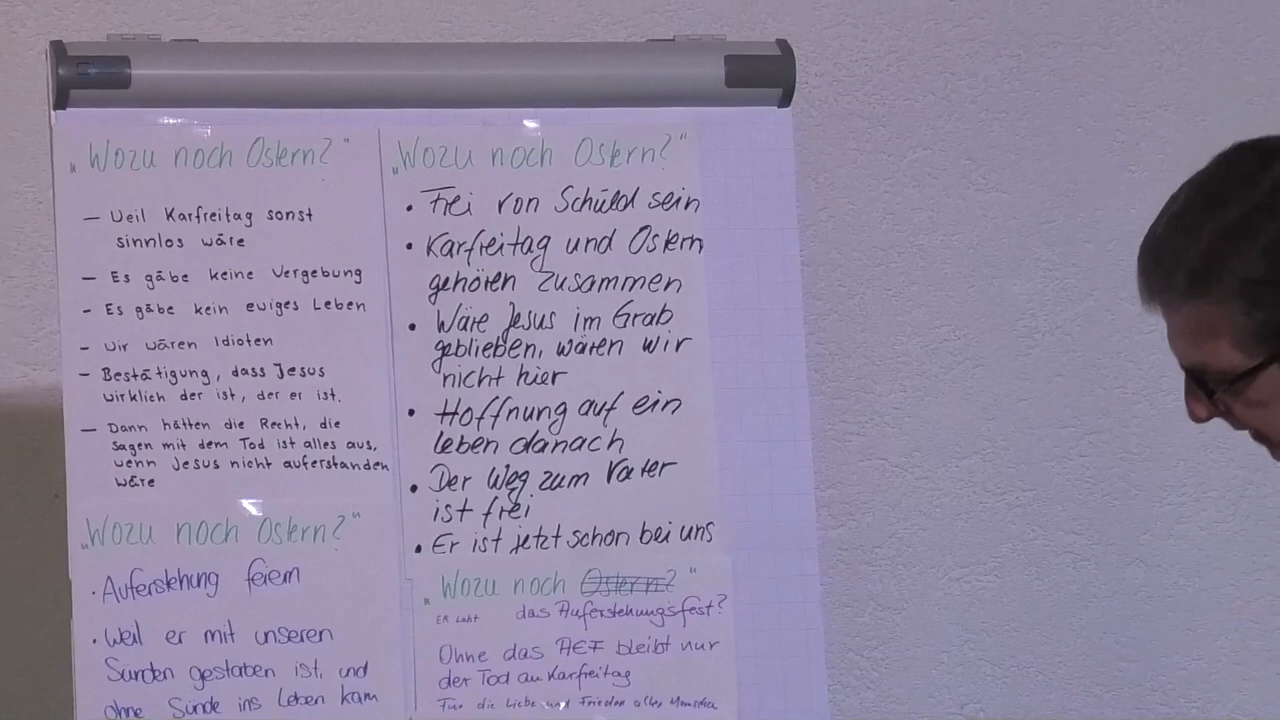 „Wozu noch Ostern?"
– Weil Karfreitag sonst
sinnlos wäre
– Es gäbe keine Vergebung
– Es gäbe kein ewiges Leben
– Wir wären Idioten
– Bestätigung, dass Jesus
wirklich der ist, der er ist.
– Dann hätten die Recht, die
sagen mit dem Tod ist alles aus,
wenn Jesus nicht auferstanden
wäre
„Wozu noch Ostern?"
• Auferstehung feiern
• Weil er mit unseren
Sünden gestorben ist, und
ohne Sünde ins Leben kam
„Wozu noch Ostern?"
• Frei von Schuld sein
• Karfreitag und Ostern
gehören zusammen
• Wäre Jesus im Grab
geblieben, wären wir
nicht hier
• Hoffnung auf ein
leben danach
• Der Weg zum Vater
ist frei
• Er ist jetzt schon bei uns
„Wozu noch Ostern?"
ER Lebt das Auferstehungsfest?
Ohne das AEF bleibt nur
der Tod an Karfreitag
Für die Liebe und Frieden aller Menschen